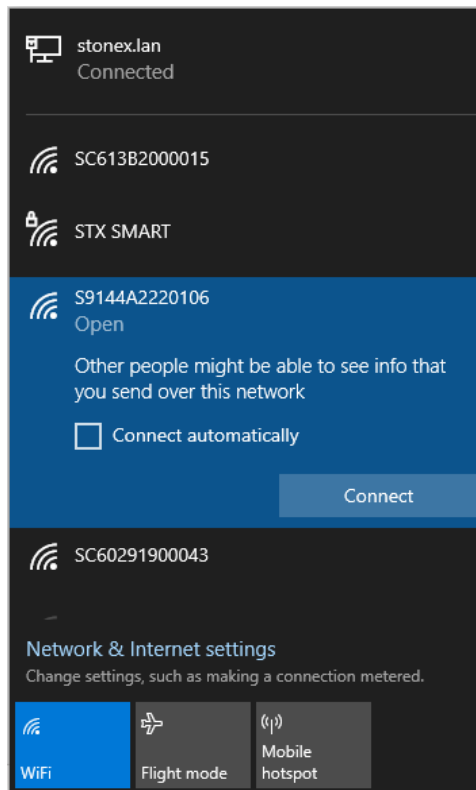 stonex.lan
Connected
SC613B2000015
STX SMART
S9144A2220106
Open
Other people might be able to see info that
you send over this network
Connect automatically
Connect
SC60291900043
Network & Internet settings
Change settings, such as making a connection metered.
WiFi
Flight mode
Mobile
hotspot